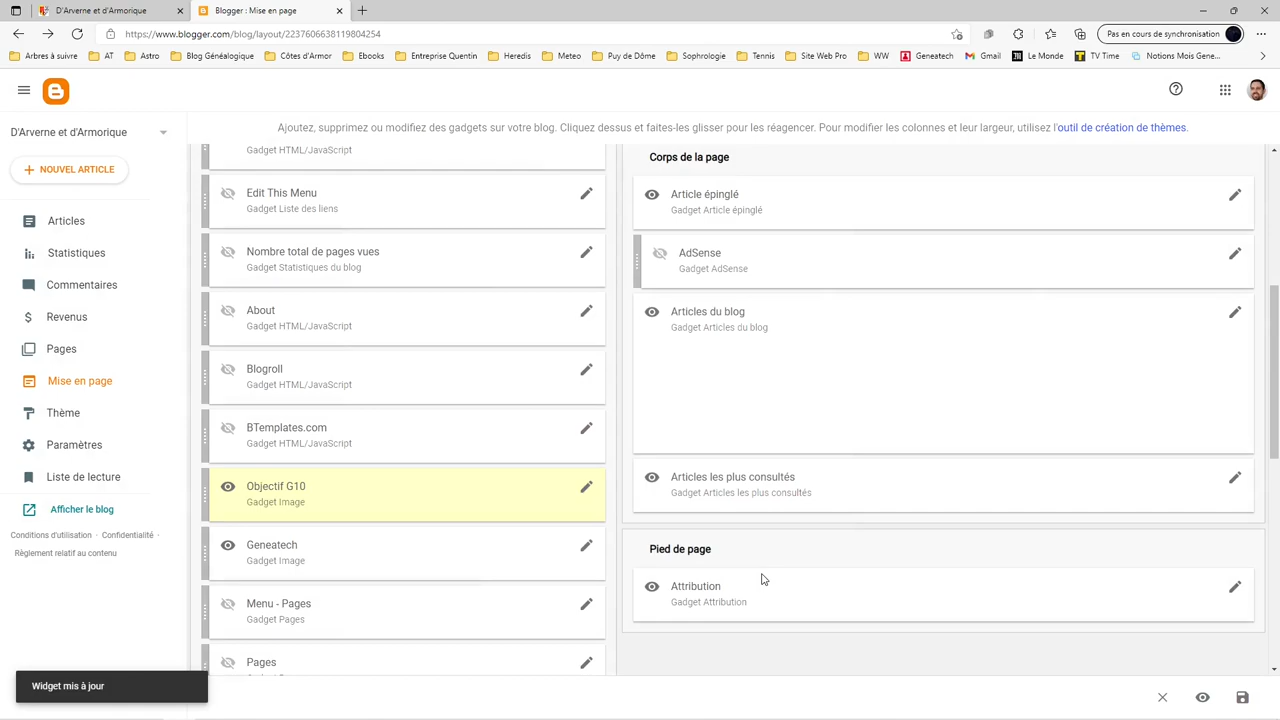 D'Arverne et d'Armorique
Blogger : Mise en page
https://www.blogger.com/blog/layout/2237606638119804254
Pas en cours de synchronisation
Arbres à suivre
AT
Astro
Blog Généalogique
Côtes d'Armor
Ebooks
Entreprise Quentin
Heredis
Meteo
Puy de Dôme
Sophrologie
Tennis
Site Web Pro
WW
Geneatech
Gmail
Le Monde
TV Time
Notions Mois Gene...
D'Arverne et d'Armorique
NOUVEL ARTICLE
Articles
Statistiques
Commentaires
Revenus
Pages
Mise en page
Thème
Paramètres
Liste de lecture
Afficher le blog
Conditions d'utilisation · Confidentialité ·
Règlement relatif au contenu
Ajoutez, supprimez ou modifiez des gadgets sur votre blog. Cliquez dessus et faites-les glisser pour les réagencer. Pour modifier les colonnes et leur largeur, utilisez l'outil de création de thèmes.
Gadget HTML/JavaScript
Edit This Menu
Gadget Liste des liens
Nombre total de pages vues
Gadget Statistiques du blog
About
Gadget HTML/JavaScript
Blogroll
Gadget HTML/JavaScript
BTemplates.com
Gadget HTML/JavaScript
Objectif G10
Gadget Image
Geneatech
Gadget Image
Menu - Pages
Gadget Pages
Pages
Corps de la page
Article épinglé
Gadget Article épinglé
AdSense
Gadget AdSense
Articles du blog
Gadget Articles du blog
Articles les plus consultés
Gadget Articles les plus consultés
Pied de page
Attribution
Gadget Attribution
Widget mis à jour